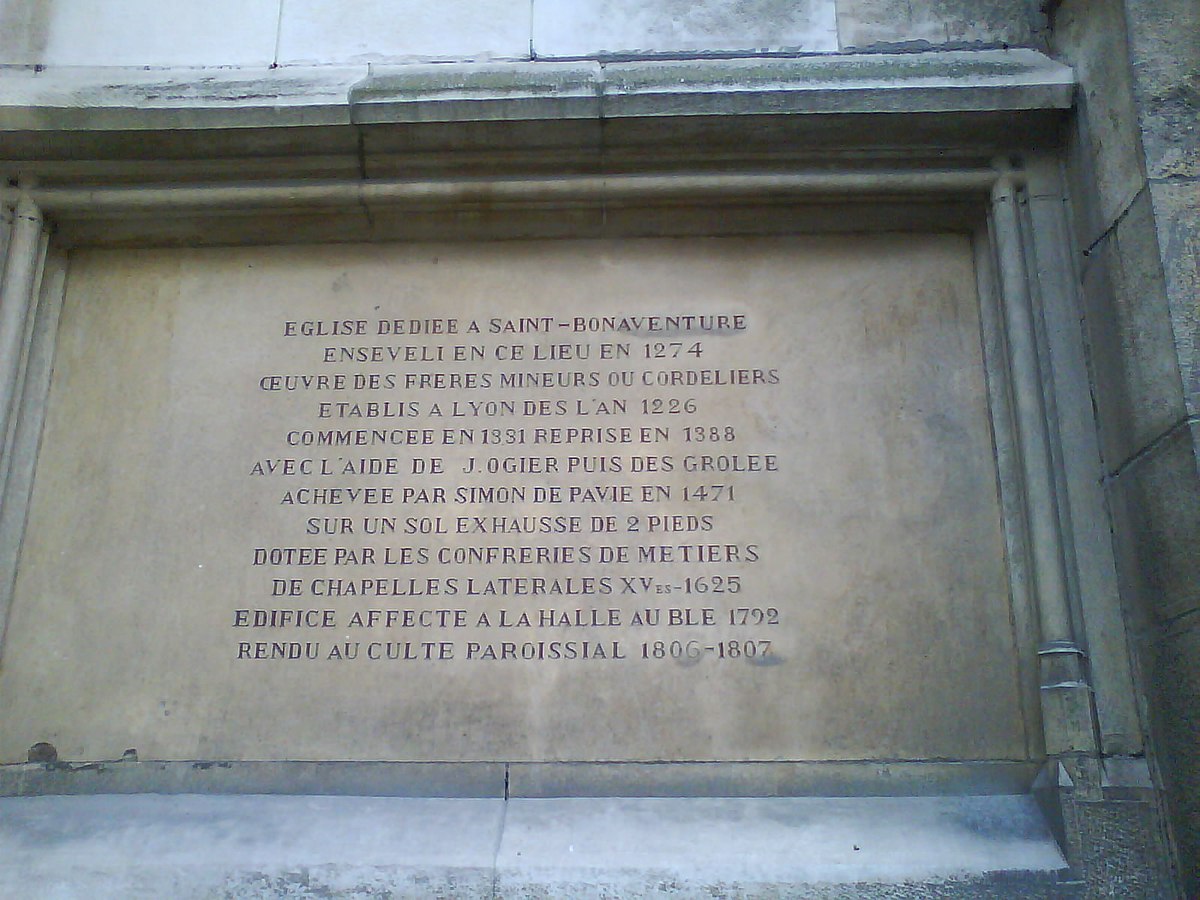 EGLISE DEDIEE A SAINT-BONAVENTURE
ENSEVELI EN CE LIEU EN 1274
ŒUVRE DES FRERES MINEURS OU CORDELIERS
ETABLIS A LYON DES L'AN 1226
COMMENCEE EN 1331 REPRISE EN 1388
AVEC L'AIDE DE J.OGIER PUIS DES GROLEE
ACHEVEE PAR SIMON DE PAVIE EN 1471
SUR UN SOL EXHAUSSE DE 2 PIEDS
DOTEE PAR LES CONFRERIES DE METIERS
DE CHAPELLES LATERALES XVES-1625
EDIFICE AFFECTE A LA HALLE AU BLE 1792
RENDU AU CULTE PAROISSIAL 1806-1807